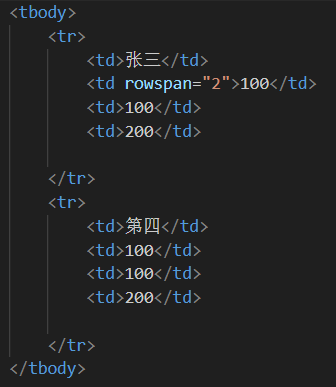 <tbody>
    <tr>
        <td>张三</td>
        <td rowspan="2">100</td>
        <td>100</td>
        <td>200</td>
    </tr>
    <tr>
        <td>第四</td>
        <td>100</td>
        <td>100</td>
        <td>200</td>
    </tr>
</tbody>